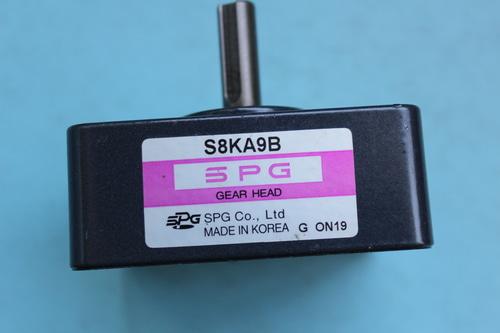 S8KA9B
SPG
GEAR HEAD
SPG SPG Co., Ltd
MADE IN KOREA G ON19